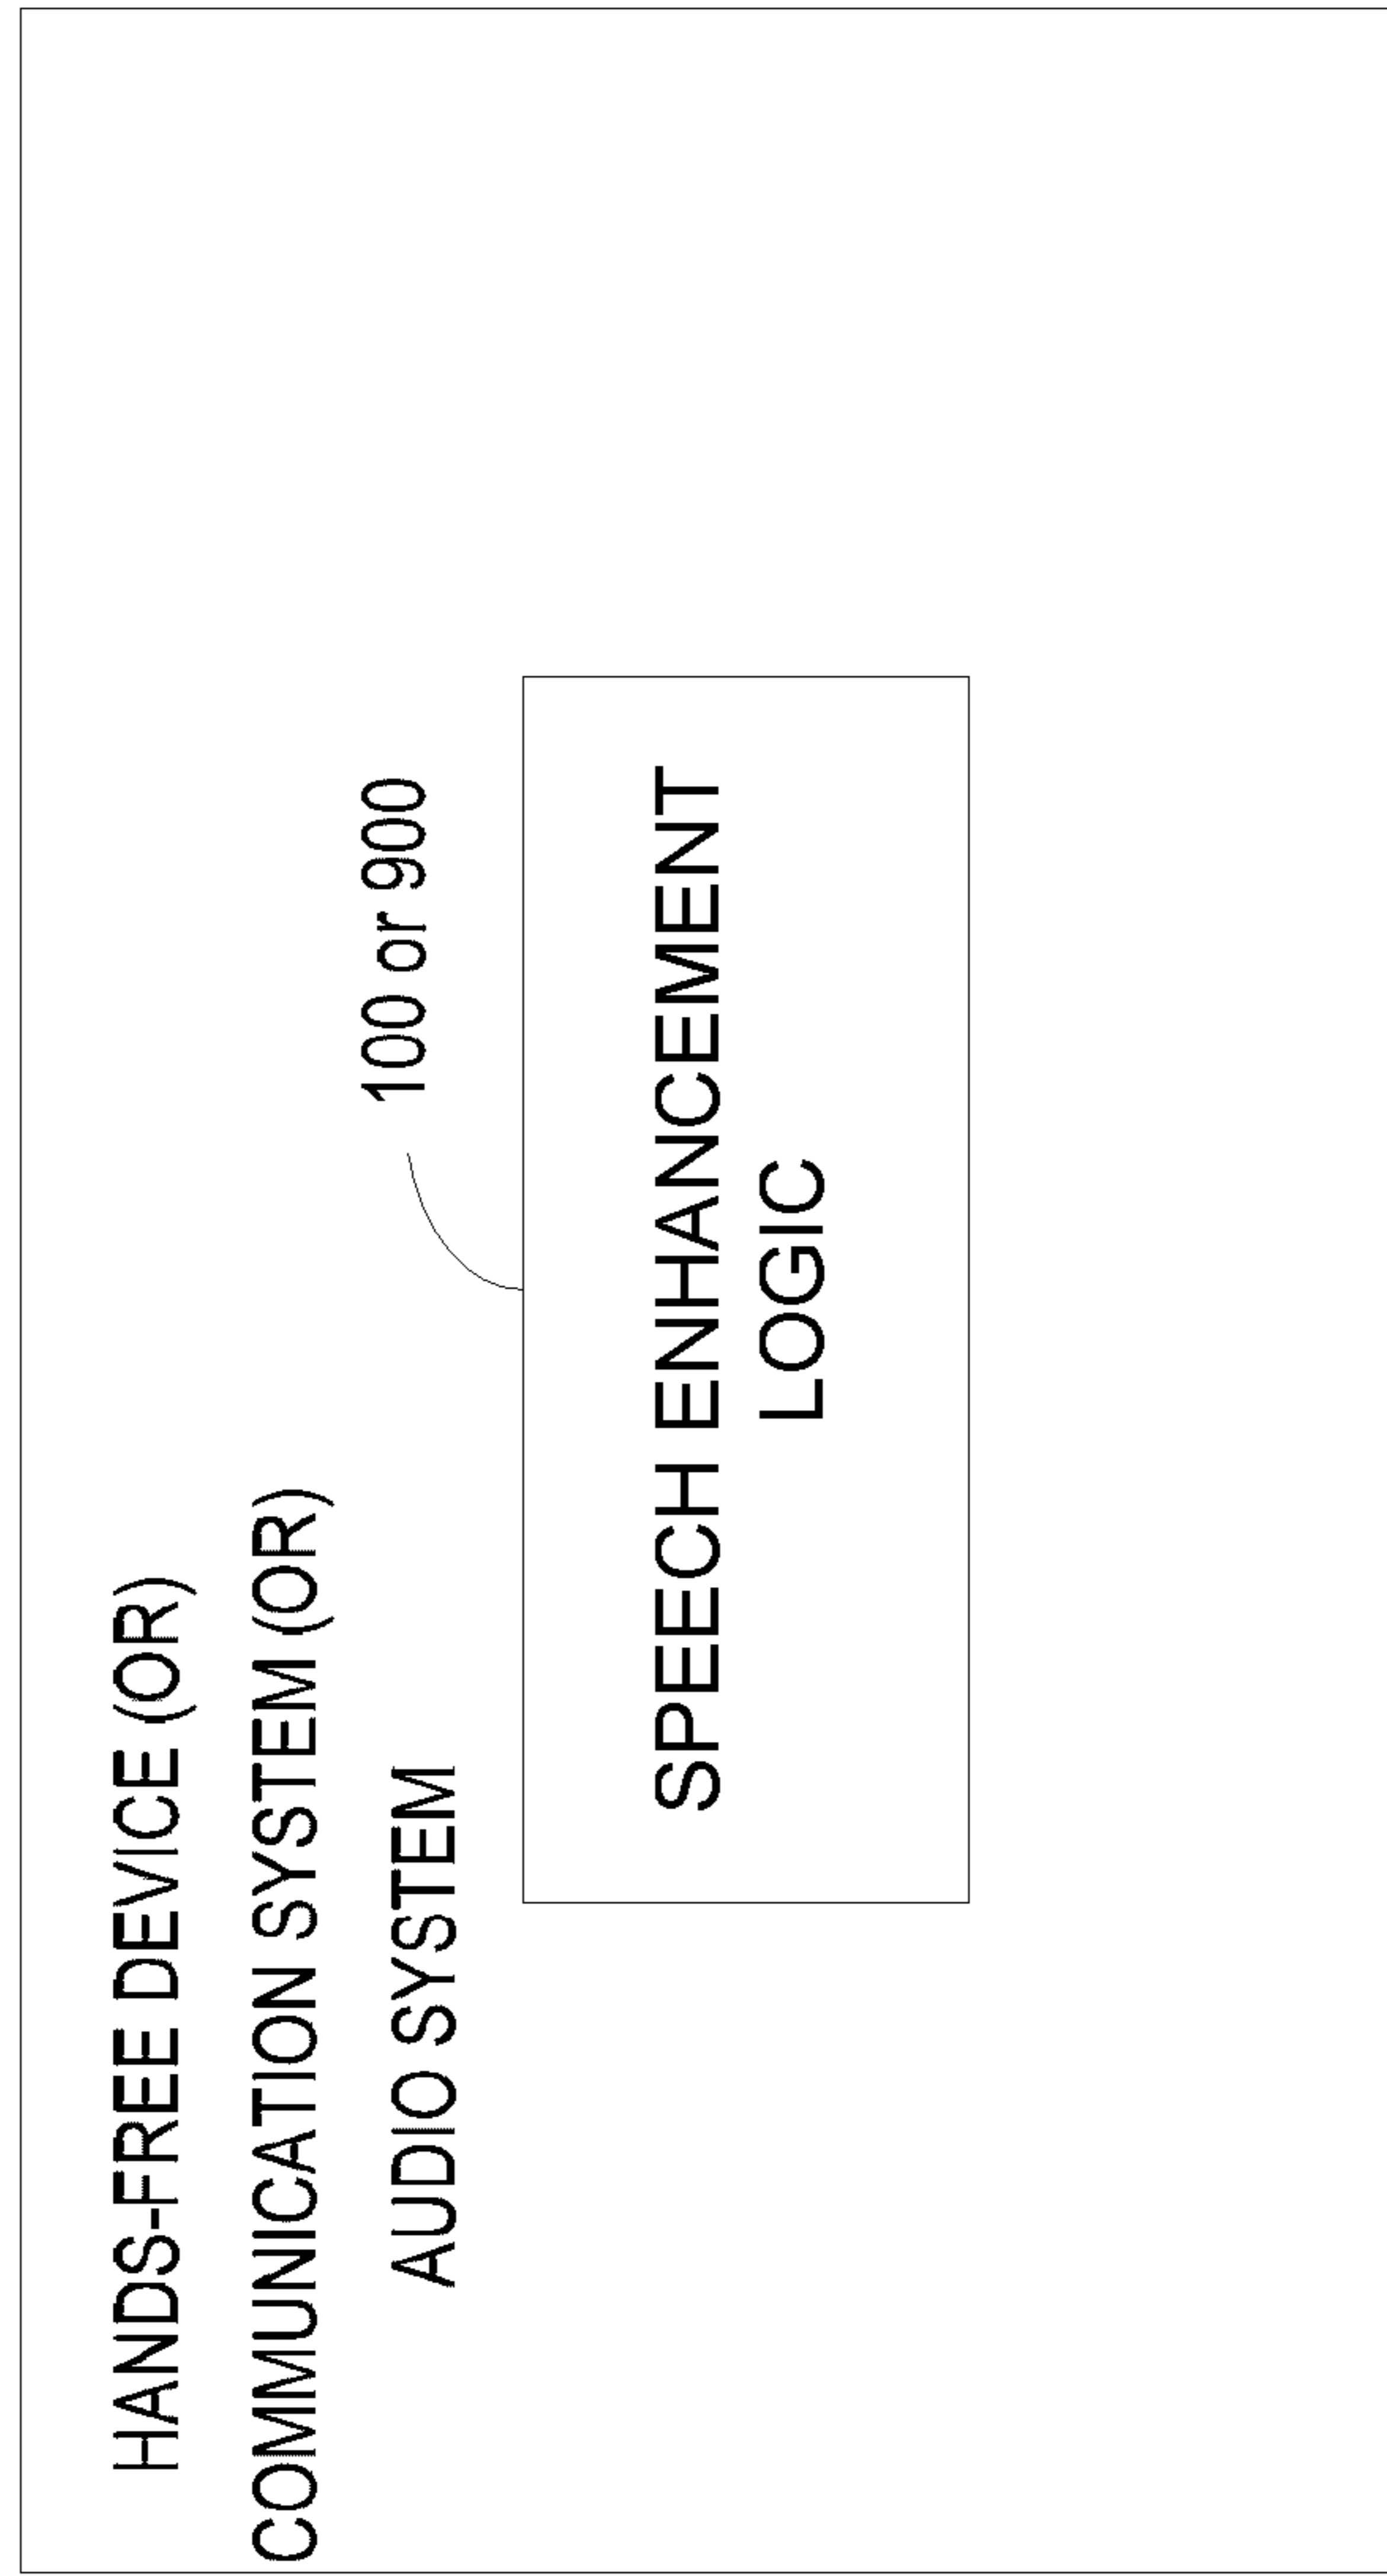 HANDS-FREE DEVICE (OR)
COMMUNICATION SYSTEM (OR)
AUDIO SYSTEM
100 or 900
SPEECH ENHANCEMENT
LOGIC